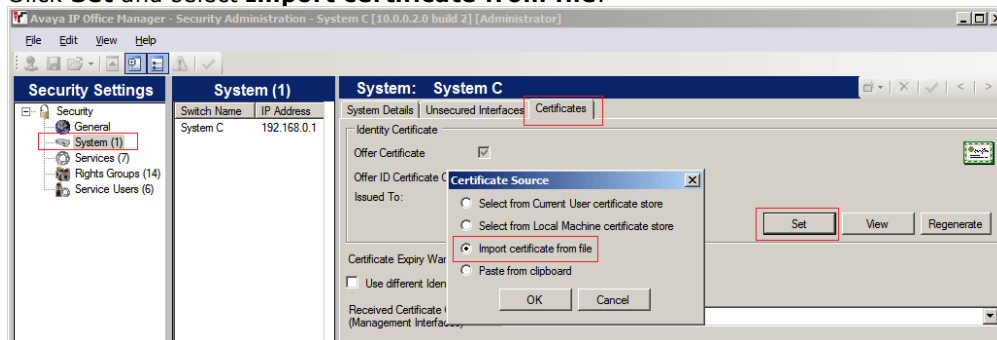 Click Set and select Import certificate from file.
Avaya IP Office Manager - Security Administration - System C [10.0.0.2.0 build 2] [Administrator]
File Edit View Help
Security Settings
System (1)
System: System C
Security
General
System (1)
Services (7)
Rights Groups (14)
Service Users (6)
Switch Name IP Address
System C 192.168.0.1
System Details Unsecured Interfaces Certificates
Identity Certificate
Offer Certificate
Offer ID Certificate C
Issued To:
Certificate Source
Select from Current User certificate store
Select from Local Machine certificate store
Import certificate from file
Paste from clipboard
OK Cancel
Set View Regenerate
Certificate Expiry War
Use different Iden
Received Certificate
(Management Interfaces)